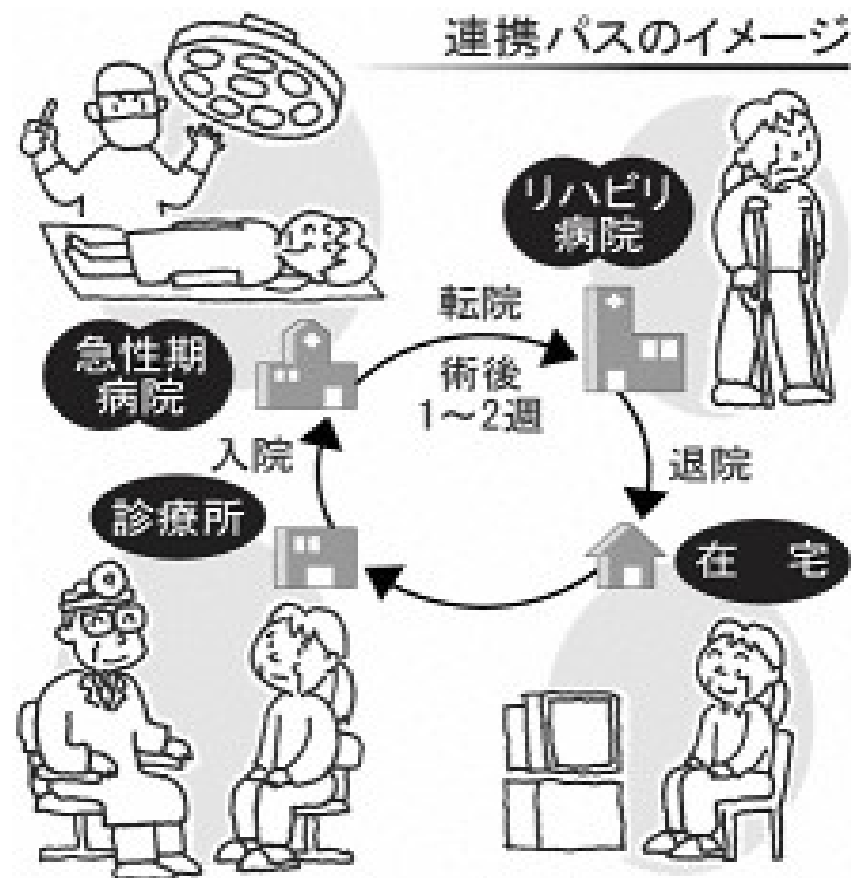 連携パスのイメージ
リハビリ
病院
転院
術後
1〜2週
急性期
病院
入院
退院
診療所
在 宅